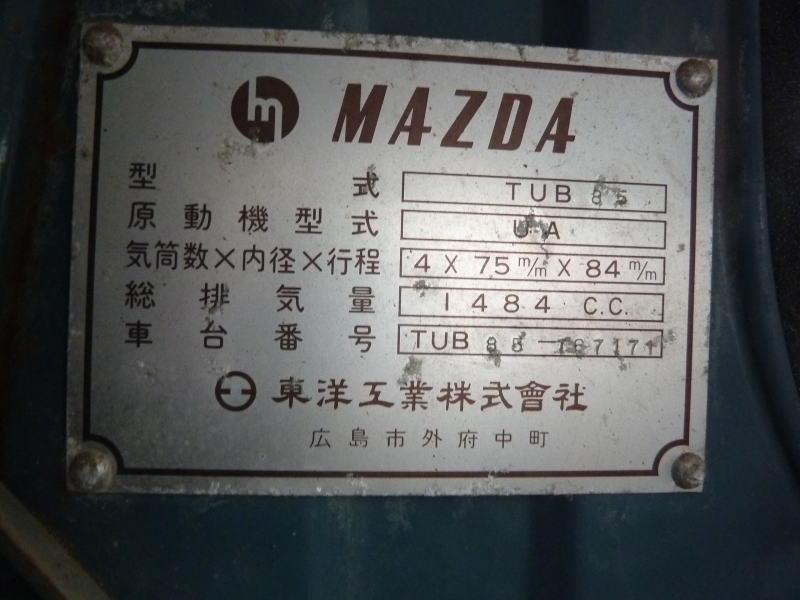 m MAZDA
型式 TUB 85
原動機型式 UA
気筒数×内径×行程 4 X 75 m/m X 84 m/m
総排気量 1484 C.C.
車台番号 TUB 85-
東洋工業株式會社
広島市外府中町